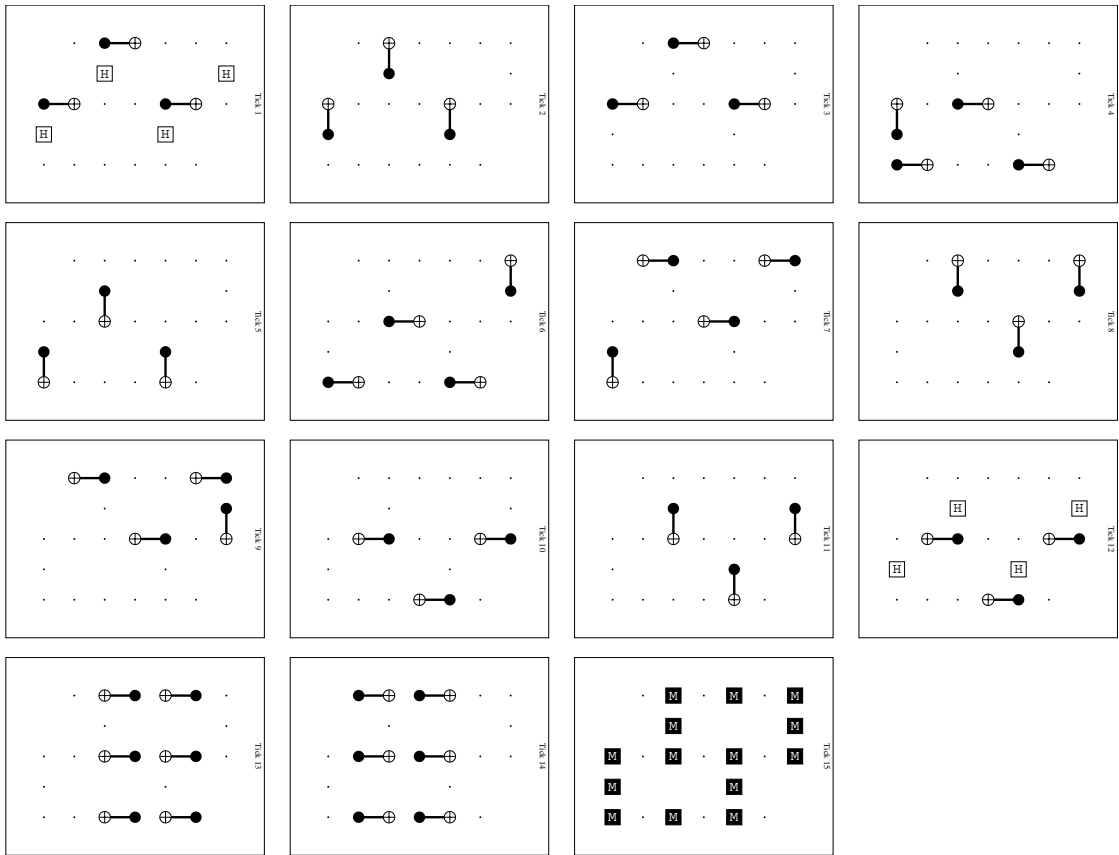 H H
H H
Tick 1
Tick 2
Tick 3
Tick 4
Tick 5
Tick 6
Tick 7
Tick 8
Tick 9
Tick 10
Tick 11
H H
H H
Tick 12
Tick 13
Tick 14
M M M
M M
M M M M
M M
M M M
Tick 15